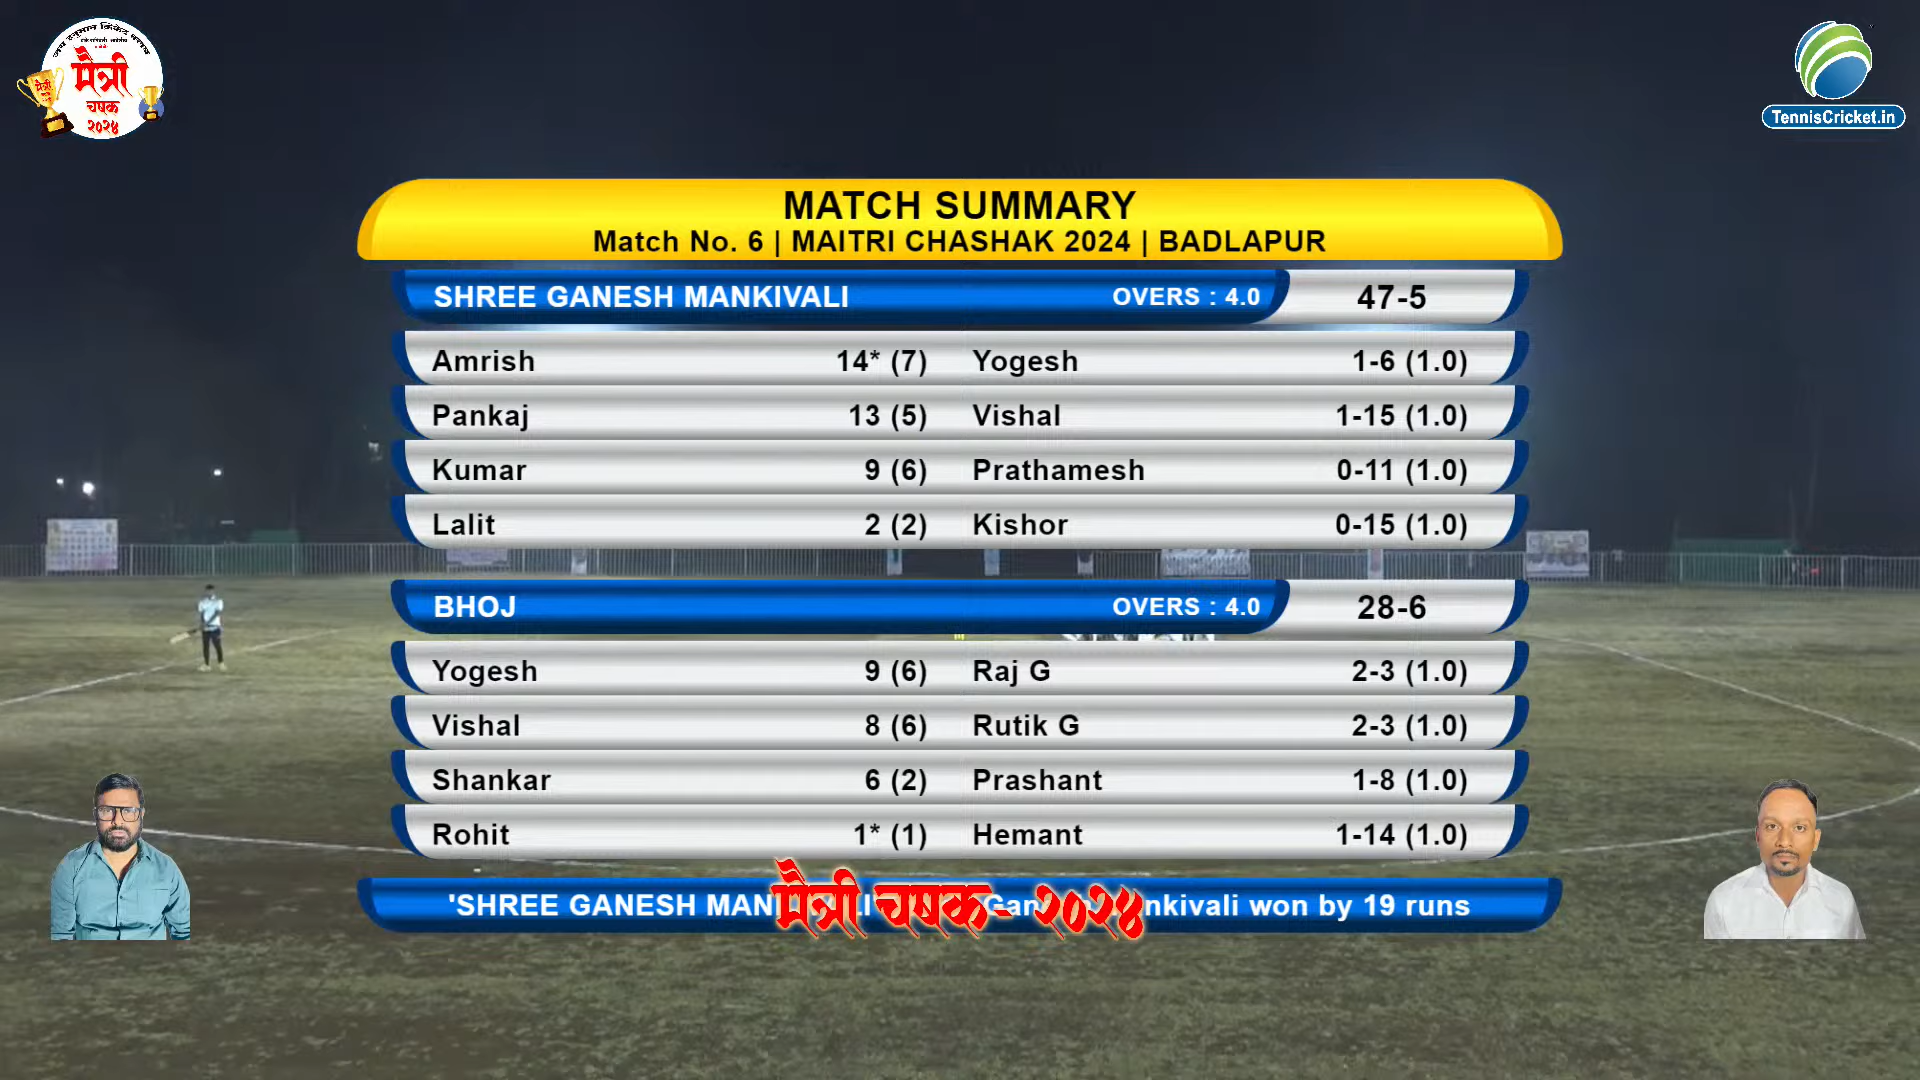 जय हनुमान क्रिकेट क्लब
मैत्री
चषक
२०२४
मैत्री
TennisCricket.in
MATCH SUMMARY
Match No. 6 | MAITRI CHASHAK 2024 | BADLAPUR
SHREE GANESH MANKIVALI OVERS : 4.0 47-5
Amrish 14* (7) Yogesh 1-6 (1.0)
Pankaj 13 (5) Vishal 1-15 (1.0)
Kumar 9 (6) Prathamesh 0-11 (1.0)
Lalit 2 (2) Kishor 0-15 (1.0)
BHOJ OVERS : 4.0 28-6
Yogesh 9 (6) Raj G 2-3 (1.0)
Vishal 8 (6) Rutik G 2-3 (1.0)
Shankar 6 (2) Prashant 1-8 (1.0)
Rohit 1* (1) Hemant 1-14 (1.0)
'SHREE GANESH won by 19 runs
मैत्री चषक- २०२४